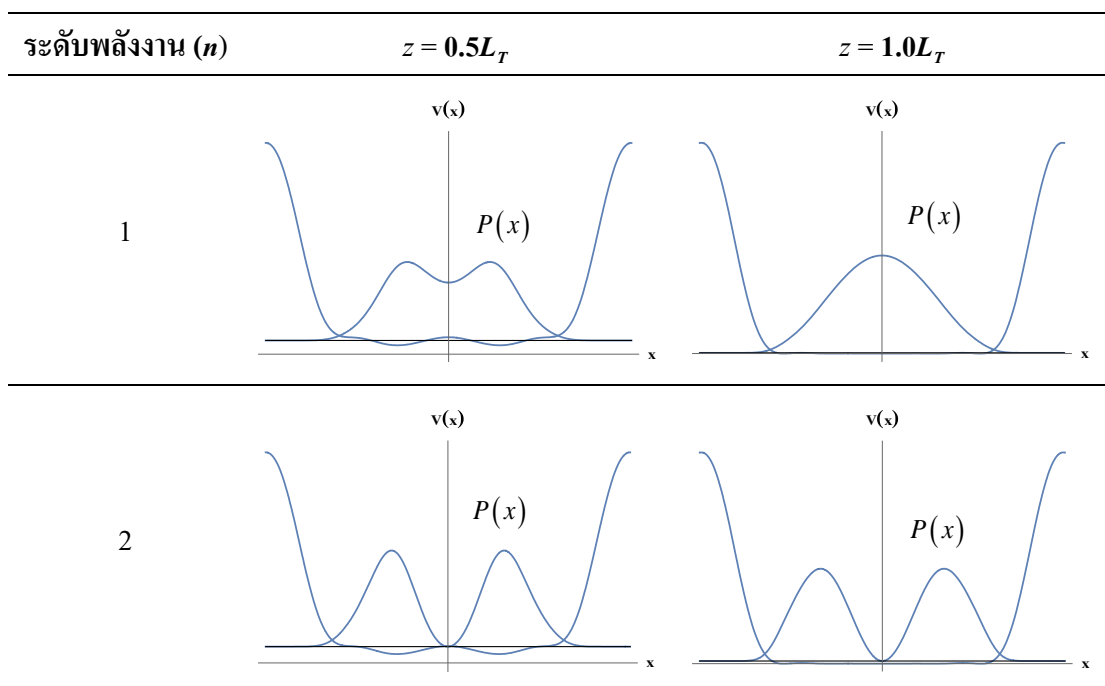 ระดับพลังงาน (n) z = 0.5L_T z = 1.0L_T
v(x) v(x)
1 P(x) P(x)
x x
v(x) v(x)
2 P(x) P(x)
x x